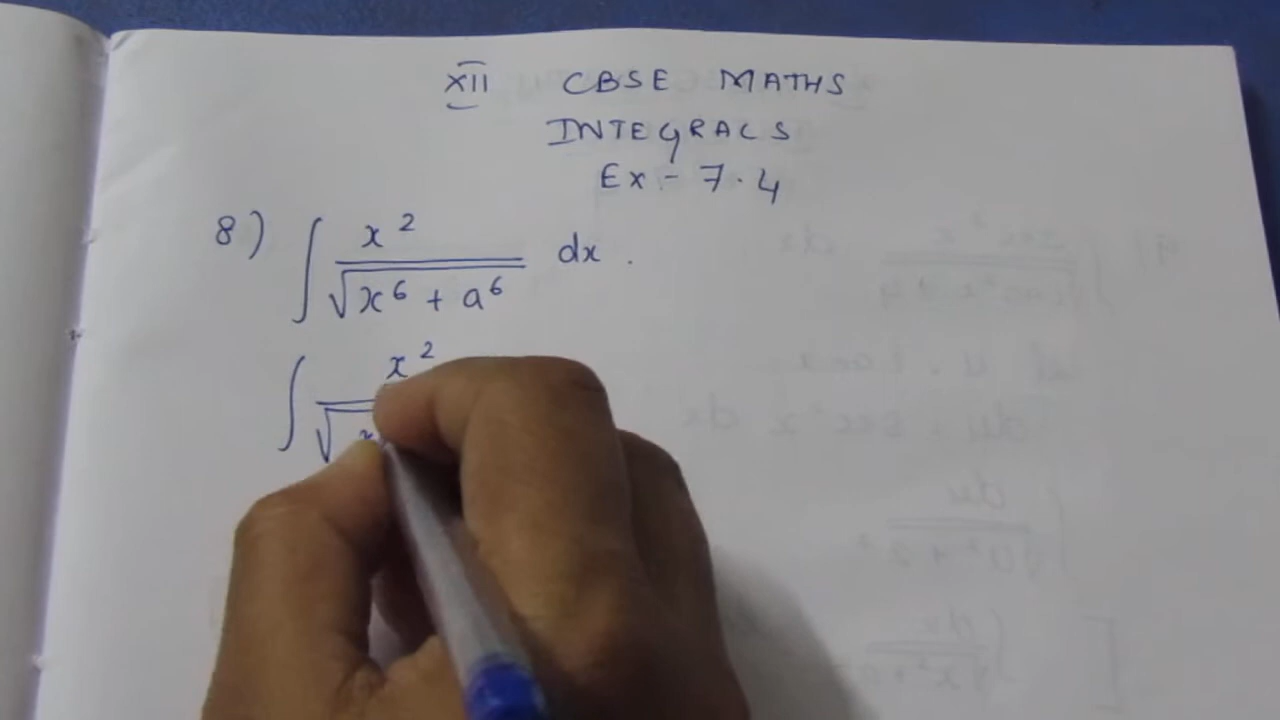 XII CBSE MATHS
INTEGRALS
Ex - 7.4
8) ∫ x² / √(x⁶ + a⁶) dx .
∫ x² / √x